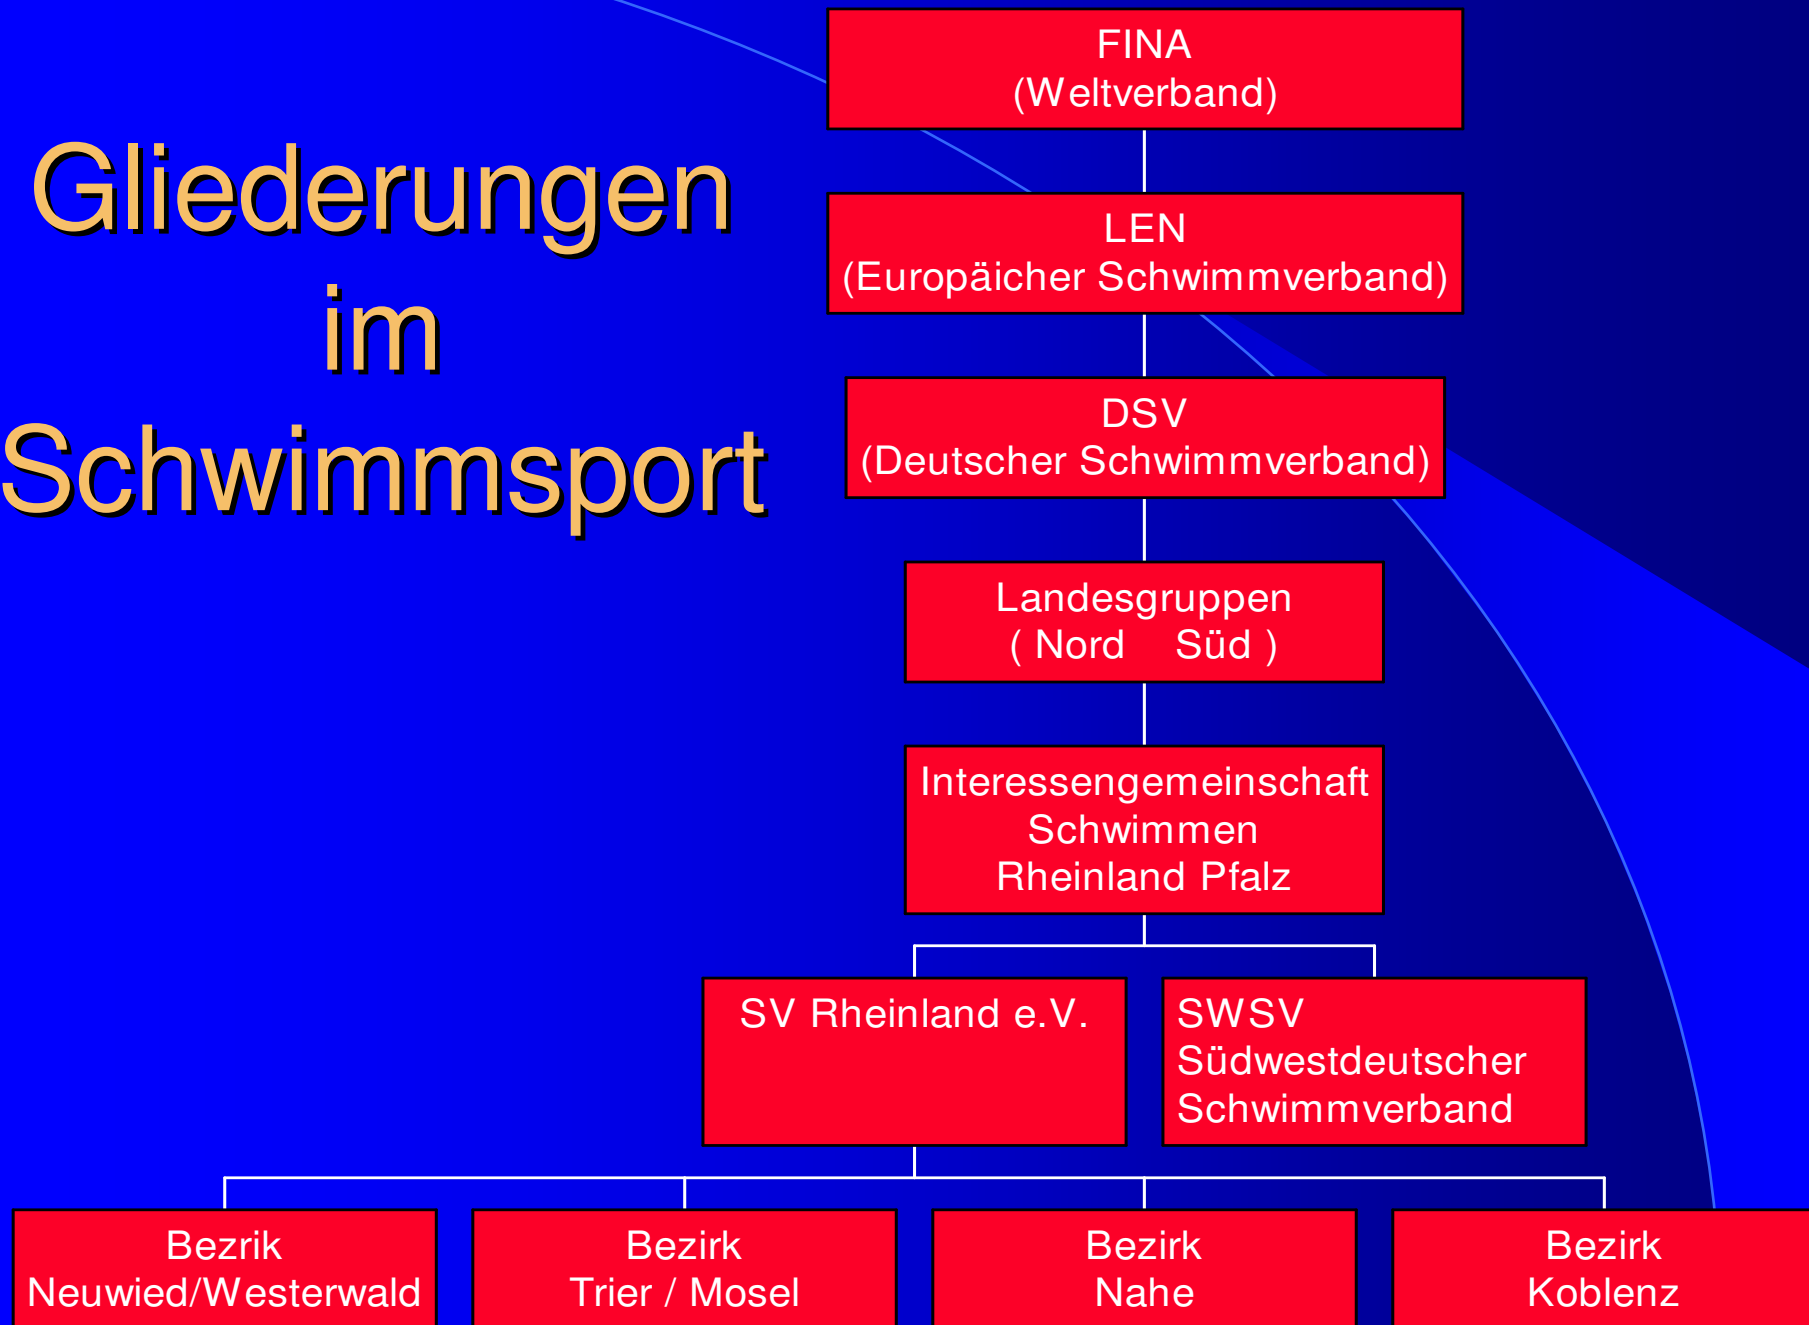 Gliederungen
im
Schwimmsport
FINA
(Weltverband)
LEN
(Europäicher Schwimmverband)
DSV
(Deutscher Schwimmverband)
Landesgruppen
( Nord Süd )
Interessengemeinschaft
Schwimmen
Rheinland Pfalz
SV Rheinland e.V.
SWSV
Südwestdeutscher
Schwimmverband
Bezrik
Neuwied/Westerwald
Bezirk
Trier / Mosel
Bezirk
Nahe
Bezirk
Koblenz